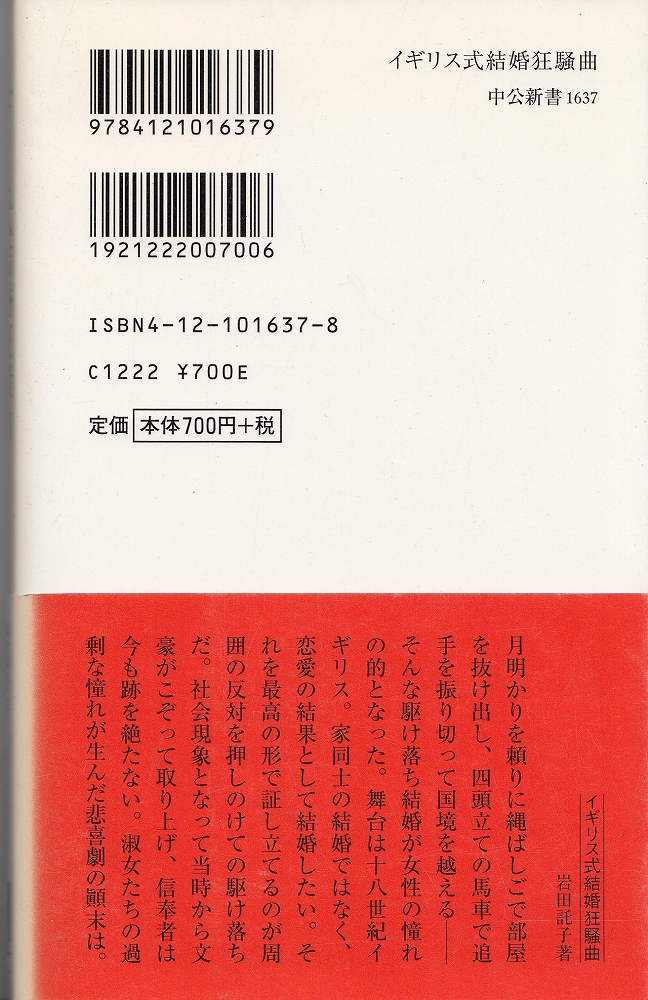 イギリス式結婚狂騒曲
中公新書1637
9784121016379
1921222007006
ISBN4-12-101637-8
C1222 ¥700E
定価 本体700円+税
イギリス式結婚狂騒曲
岩田託子著
月明かりを頼りに縄ばしごで部屋
を抜け出し、四頭立ての馬車で追
手を振り切って国境を越える――
そんな駆け落ち結婚が女性の憧れ
の的となった。舞台は十八世紀イ
ギリス。家同士の結婚ではなく、
恋愛の結果として結婚したい。そ
れを最高の形で証し立てるのが周
囲の反対を押しのけての駆け落ち
だ。社会現象となって当時から文
豪がこぞって取り上げ、信奉者は
今も跡を絶たない。淑女たちの過
剰な憧れが生んだ悲喜劇の顚末は。